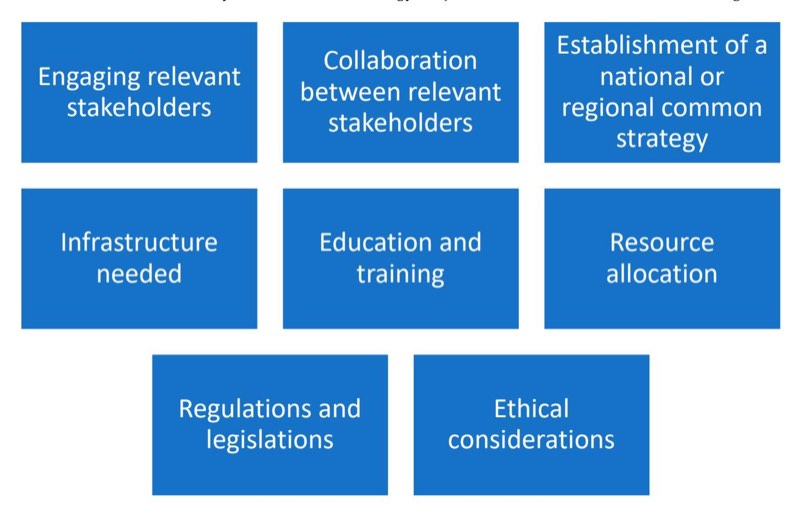 Engaging relevant
stakeholders
Collaboration
between relevant
stakeholders
Establishment of a
national or
regional common
strategy
Infrastructure
needed
Education and
training
Resource
allocation
Regulations and
legislations
Ethical
considerations